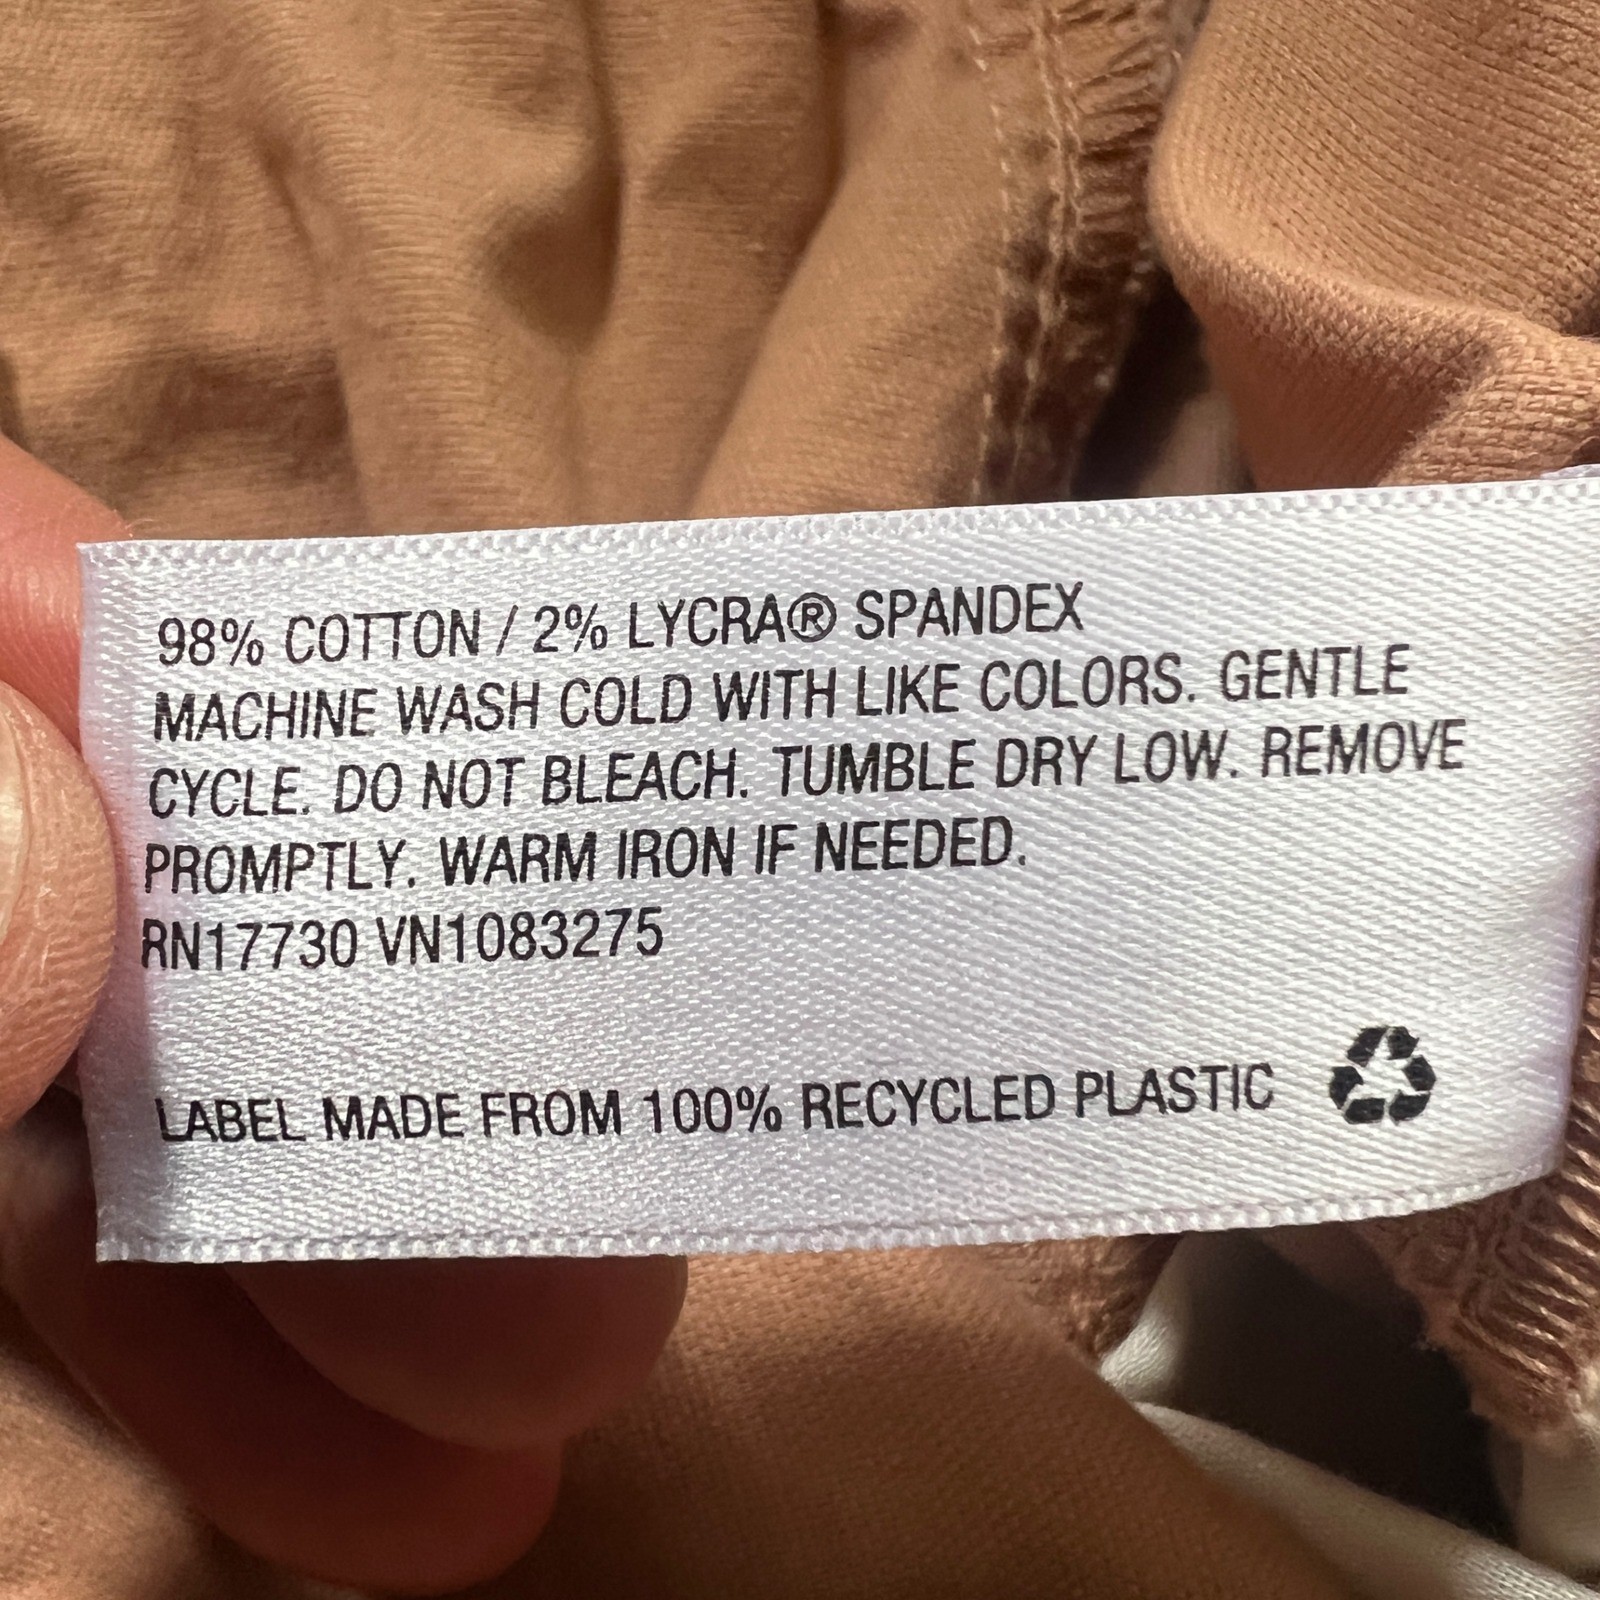 98% COTTON / 2% LYCRA® SPANDEX
MACHINE WASH COLD WITH LIKE COLORS. GENTLE
CYCLE. DO NOT BLEACH. TUMBLE DRY LOW. REMOVE
PROMPTLY. WARM IRON IF NEEDED.
RN17730 VN1083275
LABEL MADE FROM 100% RECYCLED PLASTIC